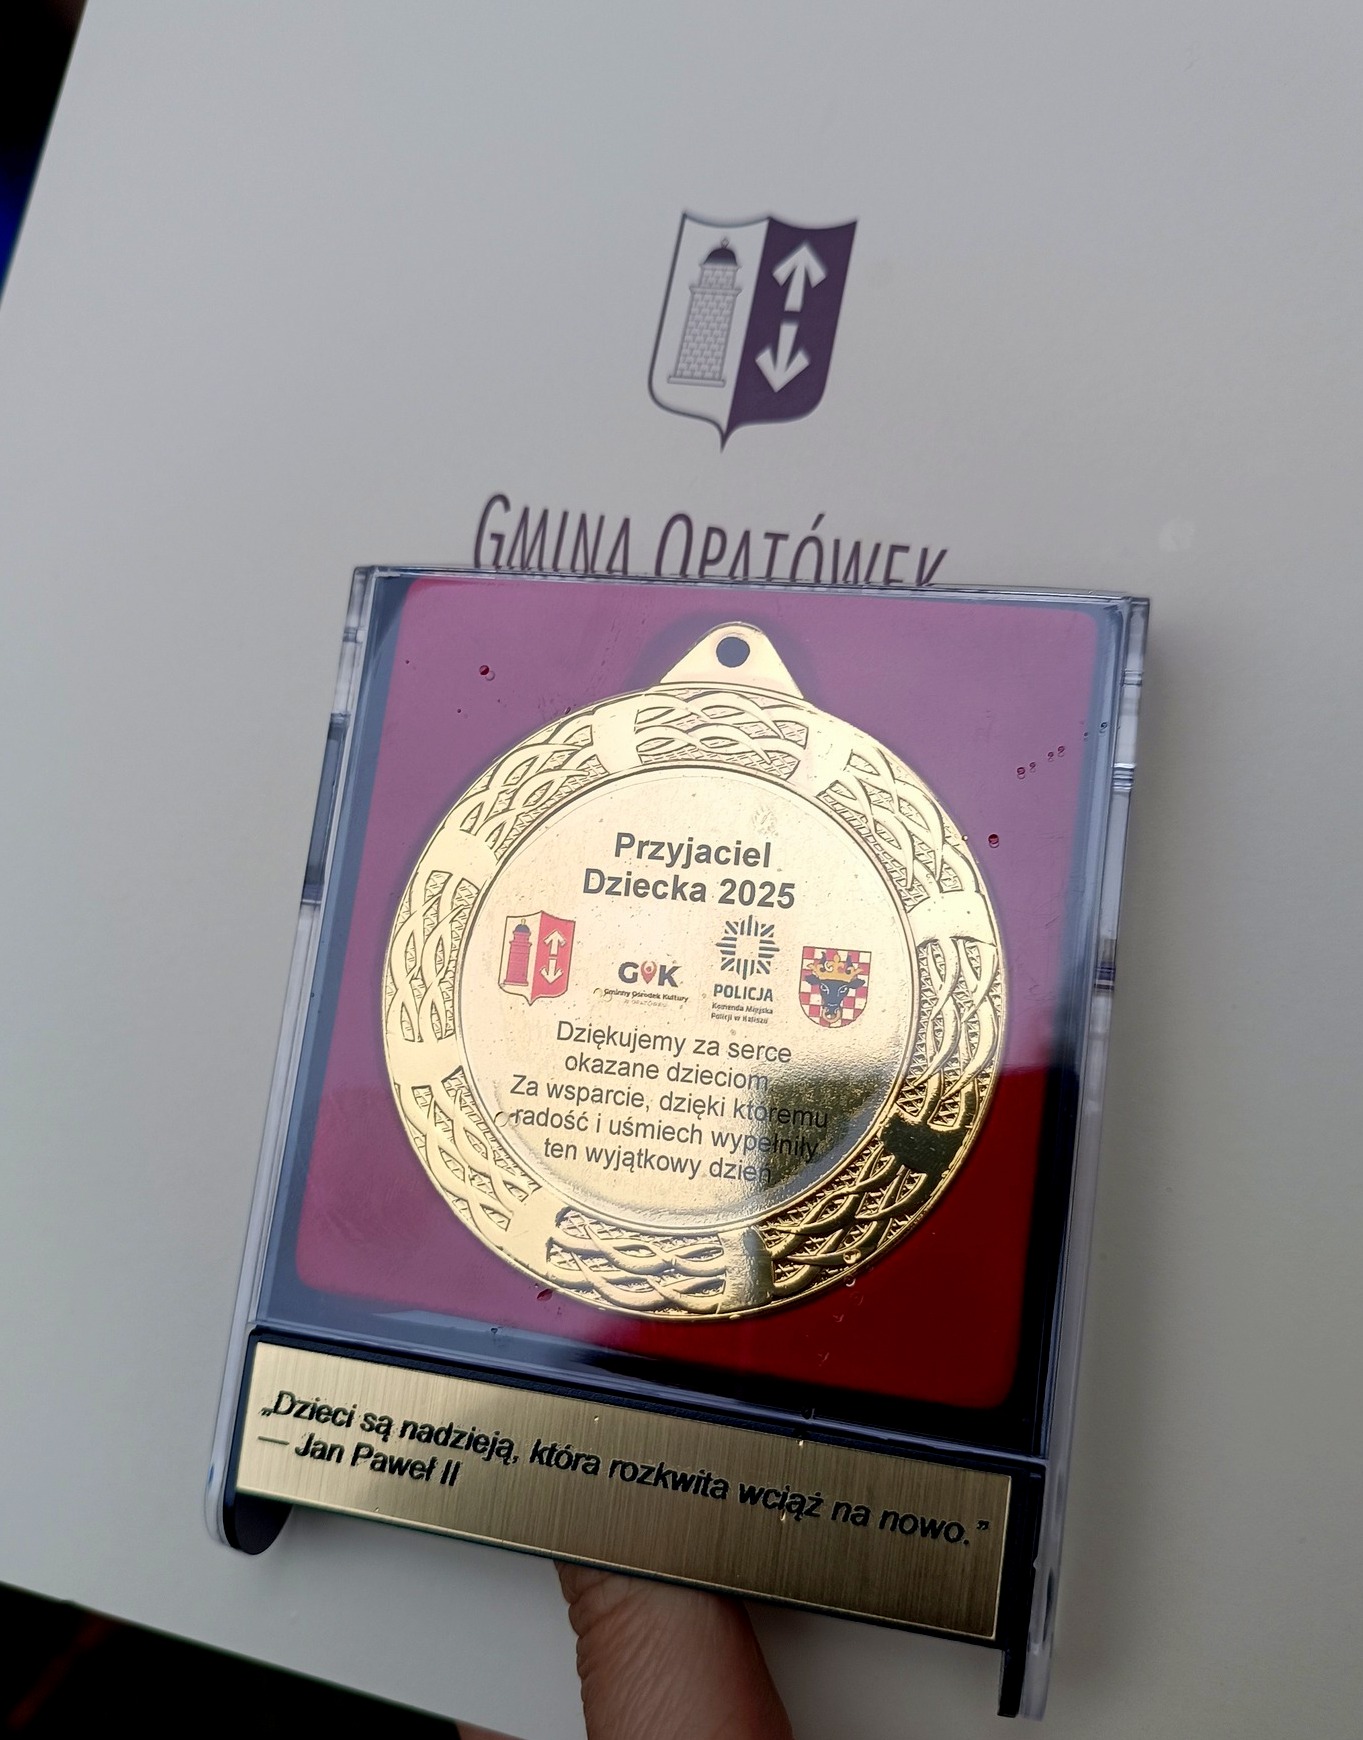 GMINA OPATÓWEK
Przyjaciel
Dziecka 2025
GOK
Gminny Ośrodek Kultury
W OPATÓWKU
POLICJA
Komenda Miejska
Policji w Kaliszu
Dziękujemy za serce
okazane dzieciom
Za wsparcie, dzięki któremu
radość i uśmiech wypełniły
ten wyjątkowy dzień
„Dzieci są nadzieją, która rozkwita wciąż na nowo.”
— Jan Paweł II